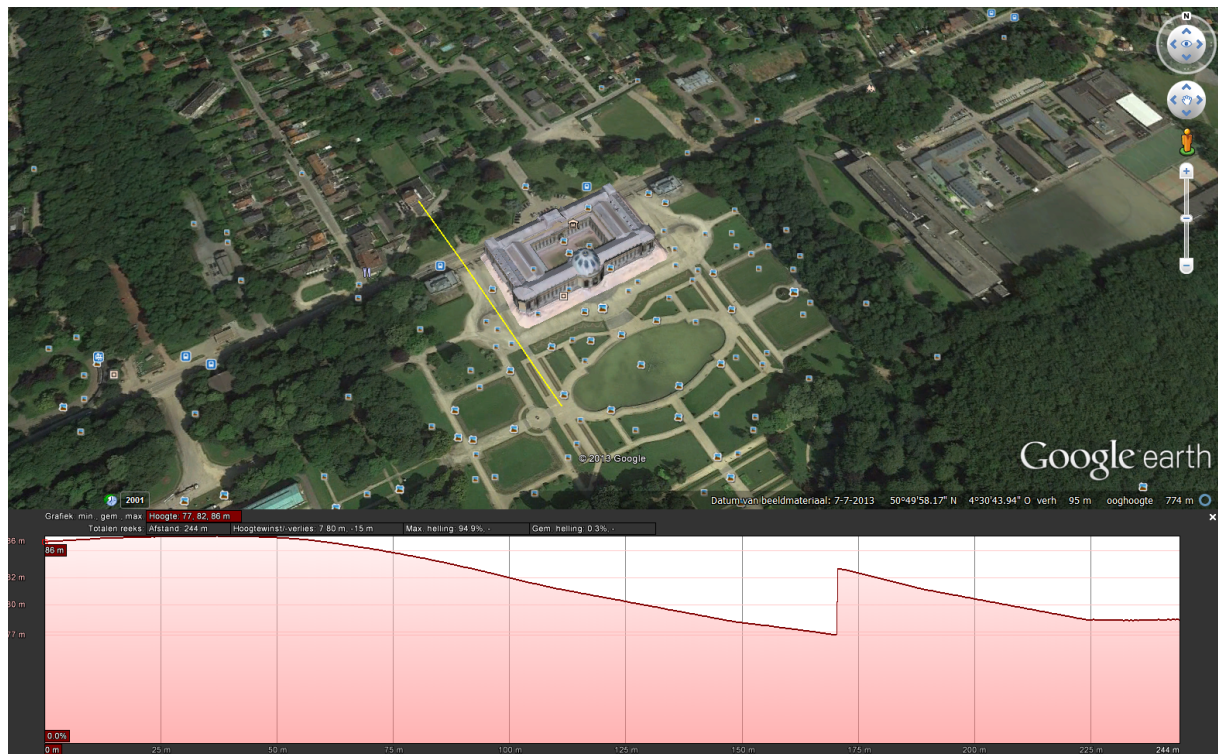 N
M
© 2013 Google
Google earth
2001
Datum van beeldmateriaal: 7-7-2013 50°49'58.17" N 4°30'43.94" O verh 95 m ooghoogte 774 m
Grafiek: min., gem., max. Hoogte: 77, 82, 86 m
Totalen reeks: Afstand: 244 m Hoogtewinst/-verlies: 7.80 m, -15 m Max. helling: 94.9%, - Gem. helling: 0.3%, -
86 m
86 m
82 m
80 m
77 m
0.0%
0 m 25 m 50 m 75 m 100 m 125 m 150 m 175 m 200 m 225 m 244 m